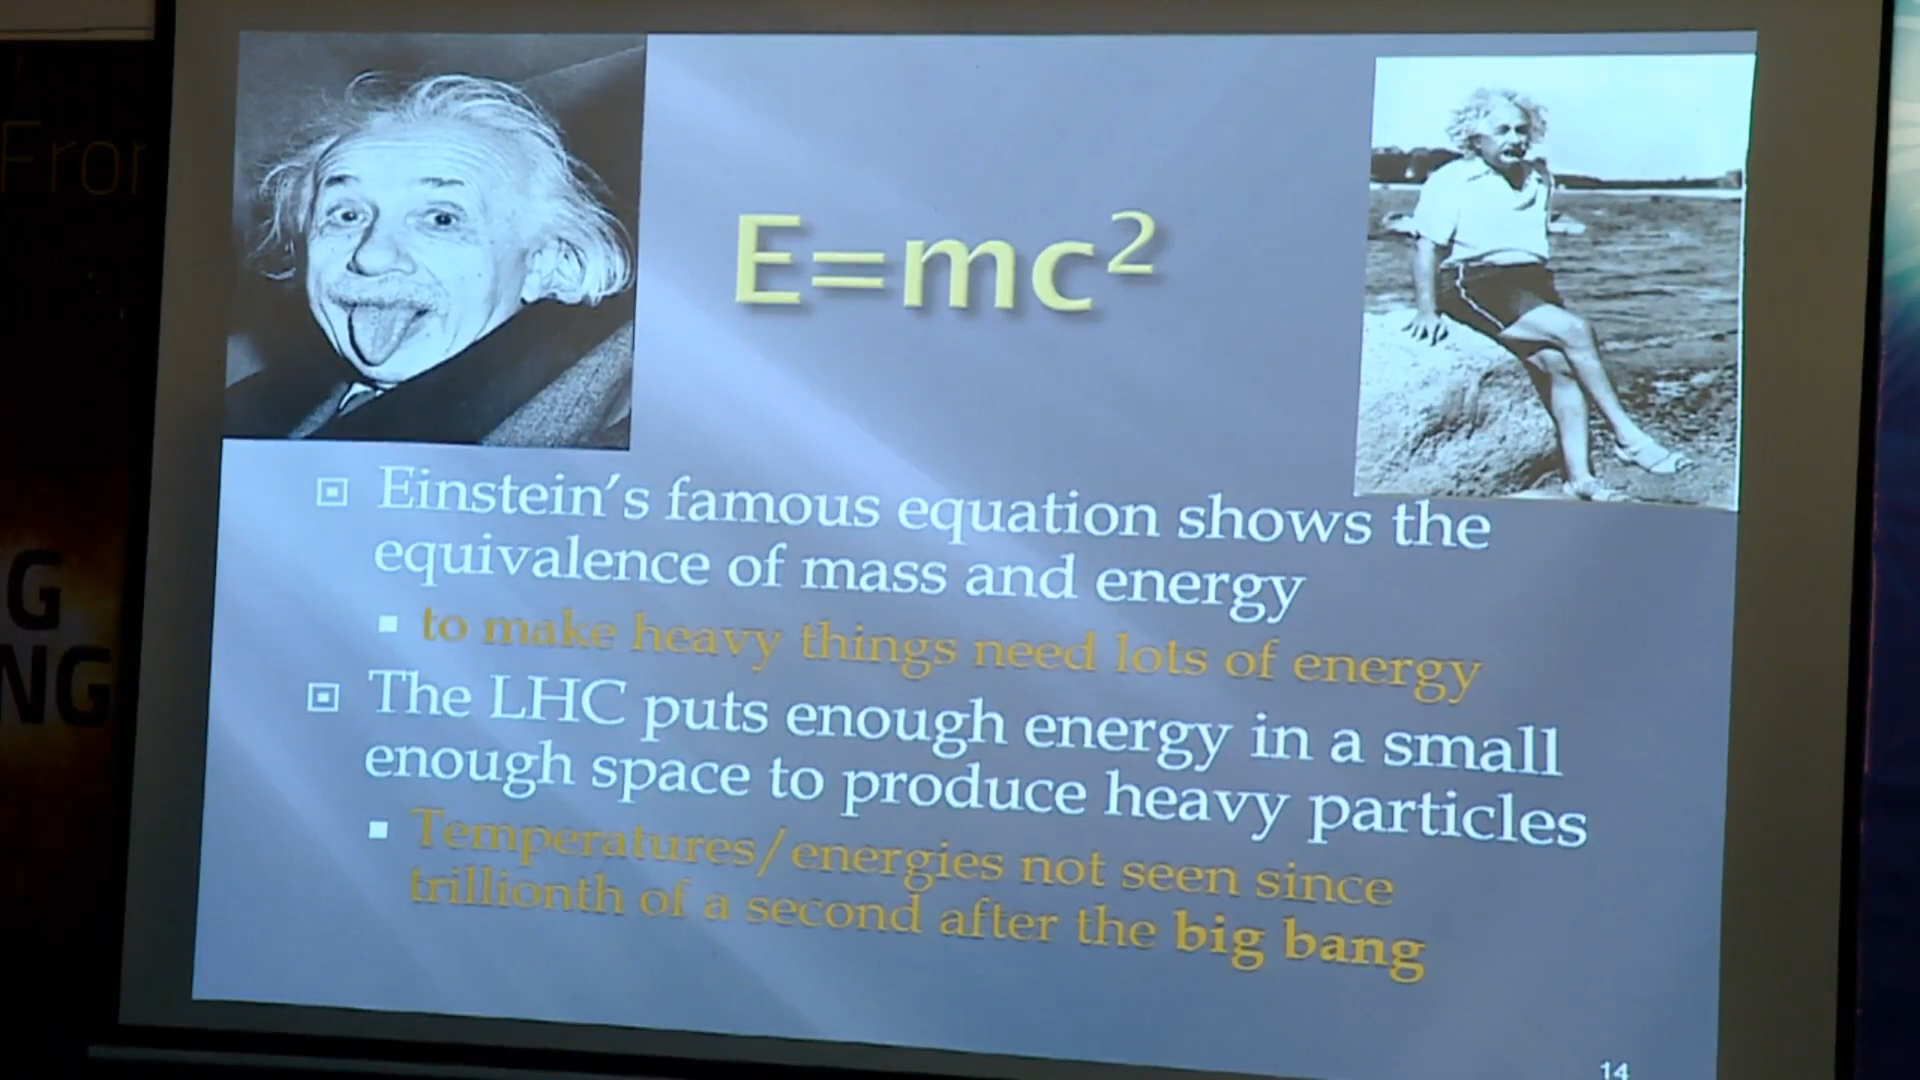 Fron
G
NG
E=mc²
Einstein's famous equation shows the
equivalence of mass and energy
to make heavy things need lots of energy
The LHC puts enough energy in a small
enough space to produce heavy particles
Temperatures/energies not seen since
trillionth of a second after the big bang
14